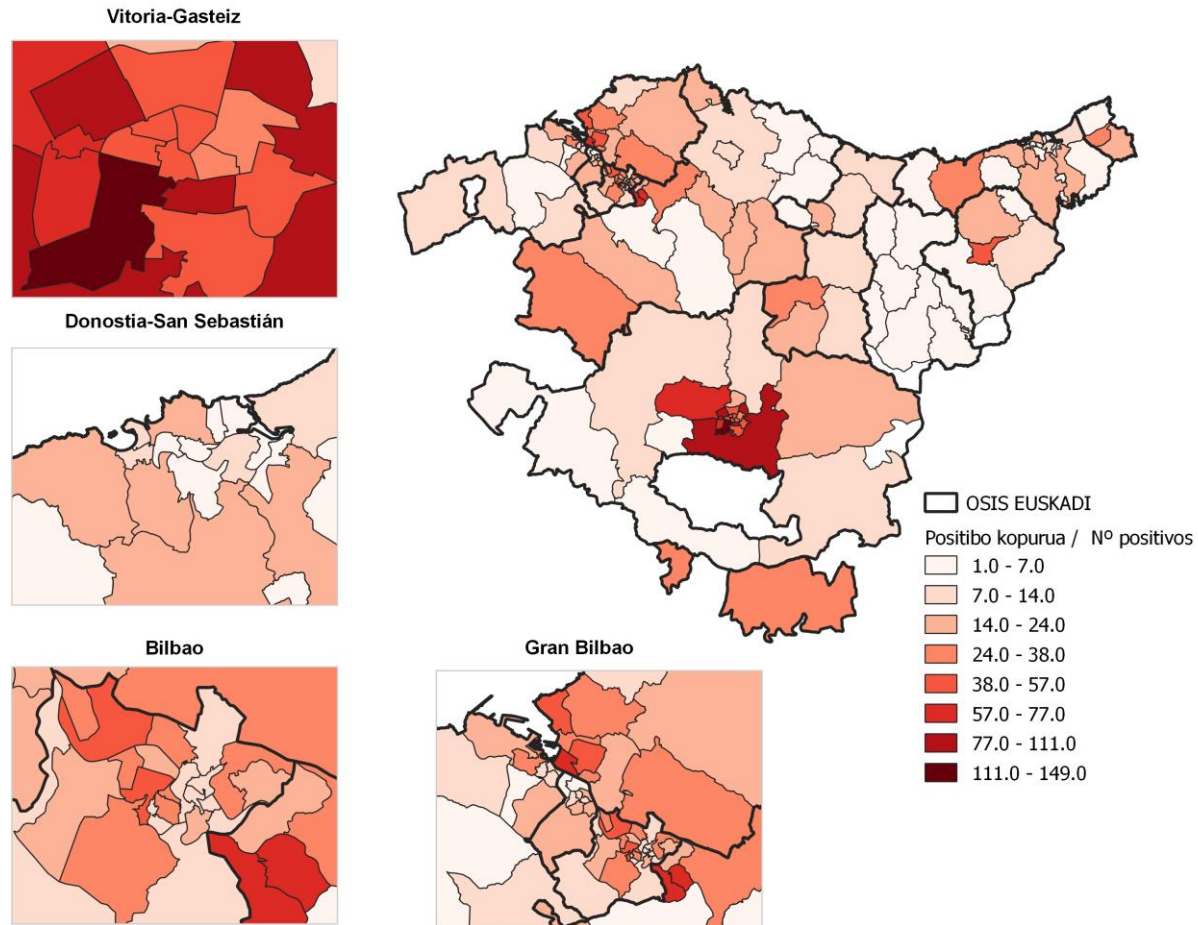 Vitoria-Gasteiz
Donostia-San Sebastián
Bilbao
Gran Bilbao
OSIS EUSKADI
Positibo kopurua / Nº positivos
1.0 - 7.0
7.0 - 14.0
14.0 - 24.0
24.0 - 38.0
38.0 - 57.0
57.0 - 77.0
77.0 - 111.0
111.0 - 149.0